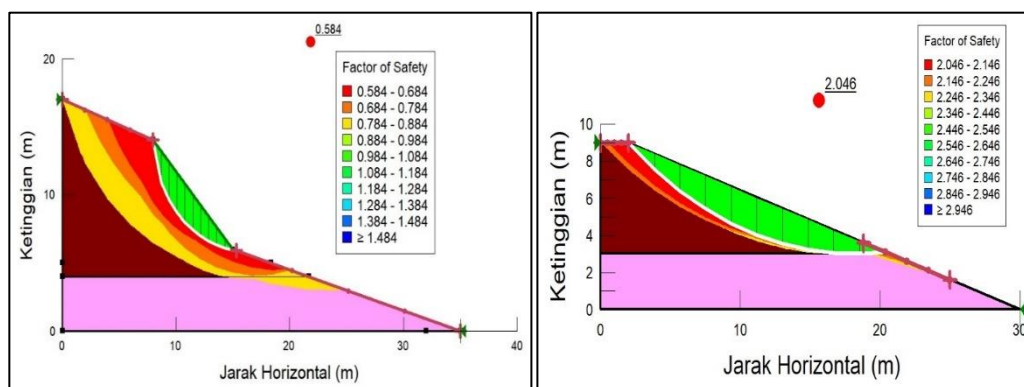 0.584
Factor of Safety
0.584 - 0.684
0.684 - 0.784
0.784 - 0.884
0.884 - 0.984
0.984 - 1.084
1.084 - 1.184
1.184 - 1.284
1.284 - 1.384
1.384 - 1.484
≥ 1.484
20
10
0
Ketinggian (m)
0
10
20
30
40
Jarak Horizontal (m)
2.046
Factor of Safety
2.046 - 2.146
2.146 - 2.246
2.246 - 2.346
2.346 - 2.446
2.446 - 2.546
2.546 - 2.646
2.646 - 2.746
2.746 - 2.846
2.846 - 2.946
≥ 2.946
10
8
6
4
2
0
Ketinggian (m)
0
10
20
30
Jarak Horizontal (m)